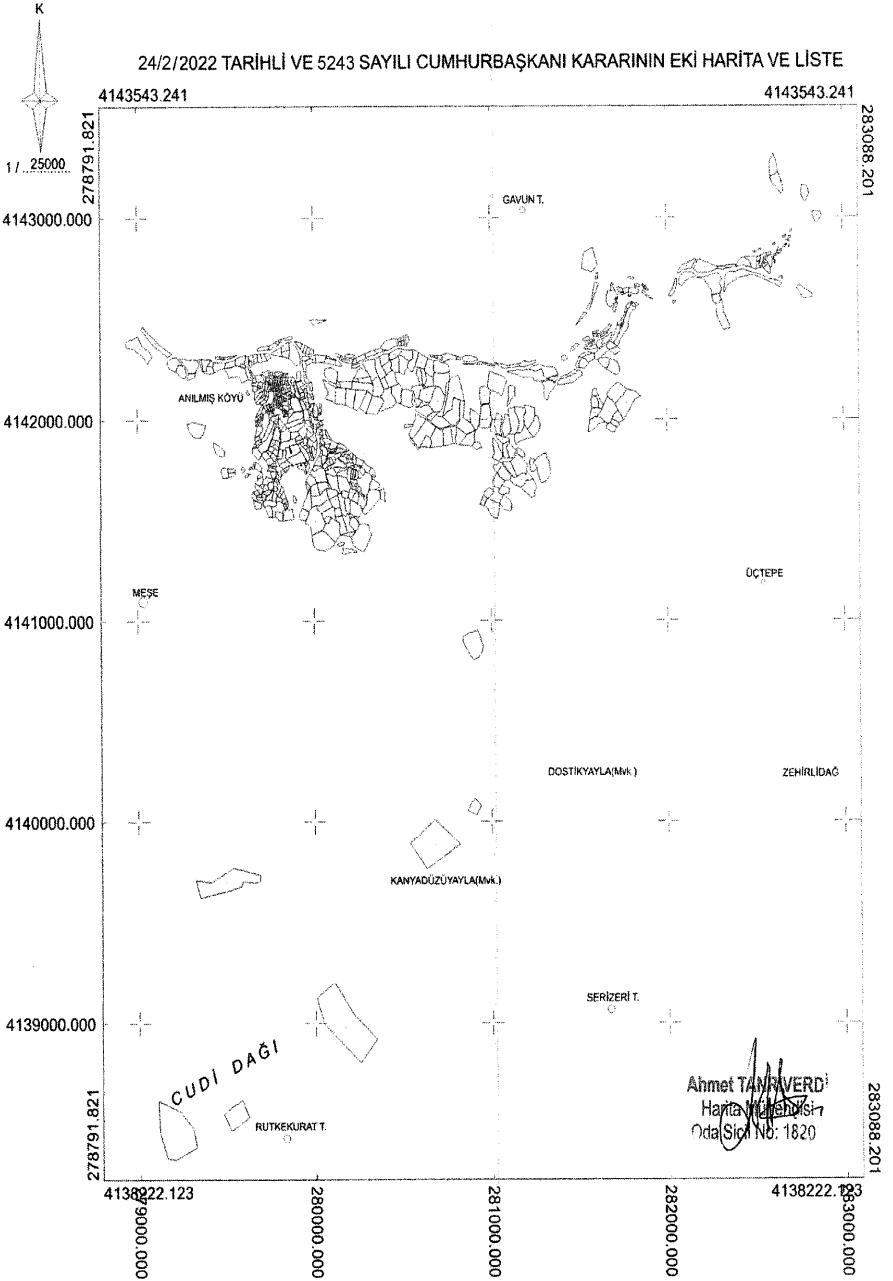 K
24/2/2022 TARİHLİ VE 5243 SAYILI CUMHURBAŞKANI KARARININ EKİ HARİTA VE LİSTE
4143543.241
4143543.241
278791.821
283088.201
1/ 25000
4143000.000
GAVUN T.
ANILMIŞ KÖYÜ
4142000.000
ÜÇTEPE
MEŞE
4141000.000
DOSTİKYAYLA(Mvk.)
ZEHİRLİDAĞ
4140000.000
KANYADÜZÜYAYLA(Mvk.)
SERİZERİ T.
4139000.000
CUDİ DAĞI
Ahmet TANRIVERDİ
Harita Mühendisi
Oda Sicil No: 1820
RUTKEKURAT T.
278791.821
283088.201
4138222.123
4138222.123
279000.000
280000.000
281000.000
282000.000
283000.000